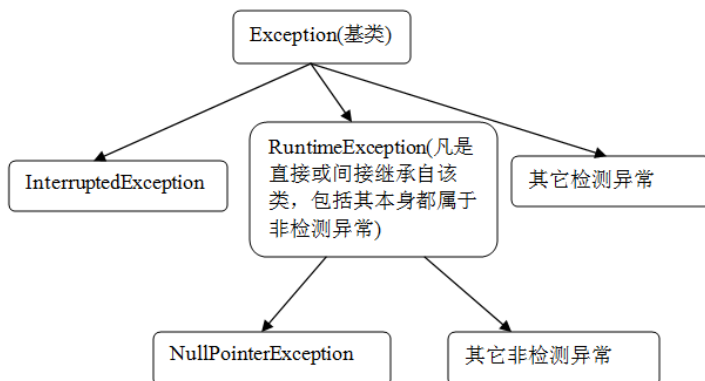 Exception(基类)
InterruptedException
RuntimeException(凡是
直接或间接继承自该
类，包括其本身都属于
非检测异常)
其它检测异常
NullPointerException
其它非检测异常